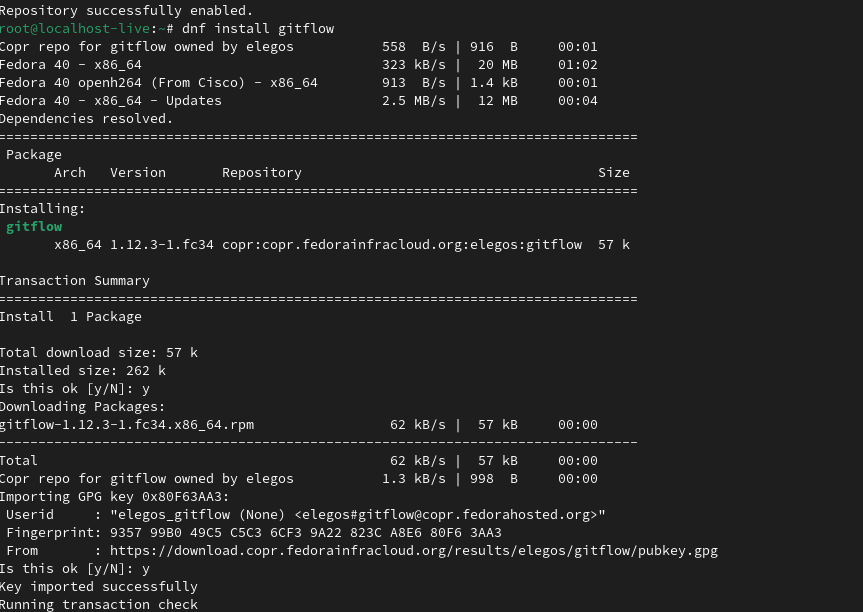 Repository successfully enabled.
root@localhost-live:~# dnf install gitflow
Copr repo for gitflow owned by elegos           558  B/s | 916  B     00:01
Fedora 40 - x86_64                              323 kB/s |  20 MB     01:02
Fedora 40 openh264 (From Cisco) - x86_64        913  B/s | 1.4 kB     00:01
Fedora 40 - x86_64 - Updates                    2.5 MB/s |  12 MB     00:04
Dependencies resolved.
================================================================================
 Package
       Arch   Version       Repository                                     Size
================================================================================
Installing:
 gitflow
       x86_64 1.12.3-1.fc34 copr:copr.fedorainfracloud.org:elegos:gitflow  57 k

Transaction Summary
================================================================================
Install  1 Package

Total download size: 57 k
Installed size: 262 k
Is this ok [y/N]: y
Downloading Packages:
gitflow-1.12.3-1.fc34.x86_64.rpm                 62 kB/s |  57 kB     00:00
--------------------------------------------------------------------------------
Total                                            62 kB/s |  57 kB     00:00
Copr repo for gitflow owned by elegos           1.3 kB/s | 998  B     00:00
Importing GPG key 0x80F63AA3:
 Userid     : "elegos_gitflow (None) <elegos#gitflow@copr.fedorahosted.org>"
 Fingerprint: 9357 99B0 49C5 C5C3 6CF3 9A22 823C A8E6 80F6 3AA3
 From       : https://download.copr.fedorainfracloud.org/results/elegos/gitflow/pubkey.gpg
Is this ok [y/N]: y
Key imported successfully
Running transaction check